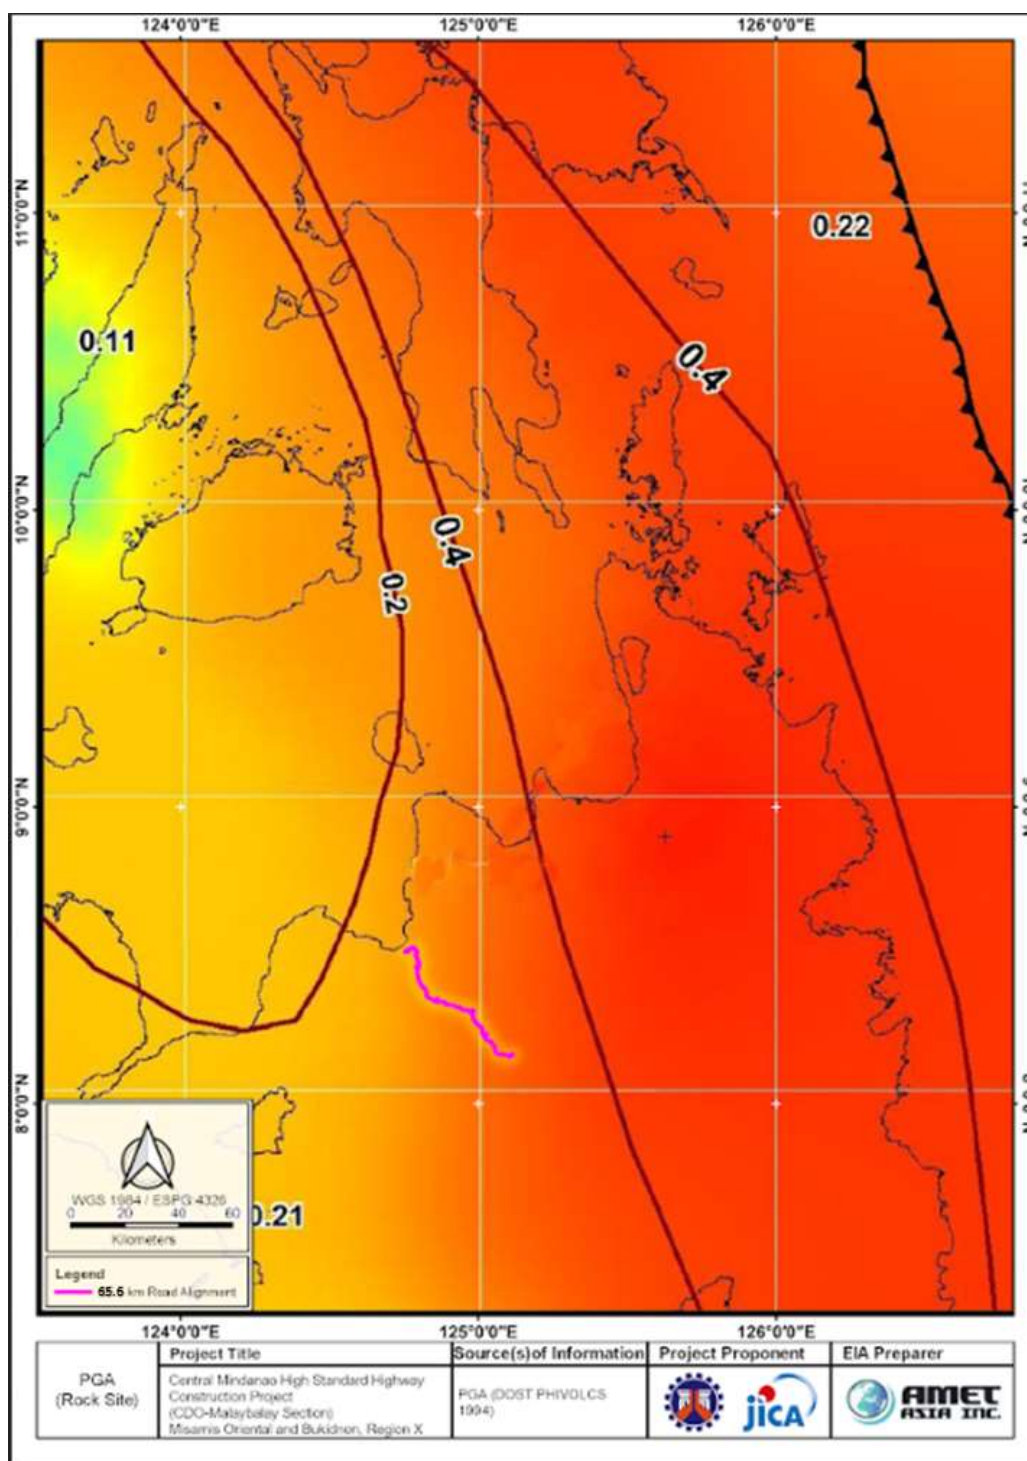 124°0'0"E 125°0'0"E 126°0'0"E
11°0'0"N
0.22
0.11
0.4
10°0'0"N
0.4
0.2
9°0'0"N
8°0'0"N
WGS 1984 / ESPG:4326
0 20 40 60
Kilometers
0.21
Legend
65.6 km Road Alignment
124°0'0"E 125°0'0"E 126°0'0"E
PGA
(Rock Site)
Project Title
Central Mindanao High Standard Highway
Construction Project
(CDO-Malaybalay Section)
Misamis Oriental and Bukidnon, Region X
Source(s)of Information
PGA (DOST PHIVOLCS
1994)
Project Proponent
jICA
EIA Preparer
AMET
ASIA INC.